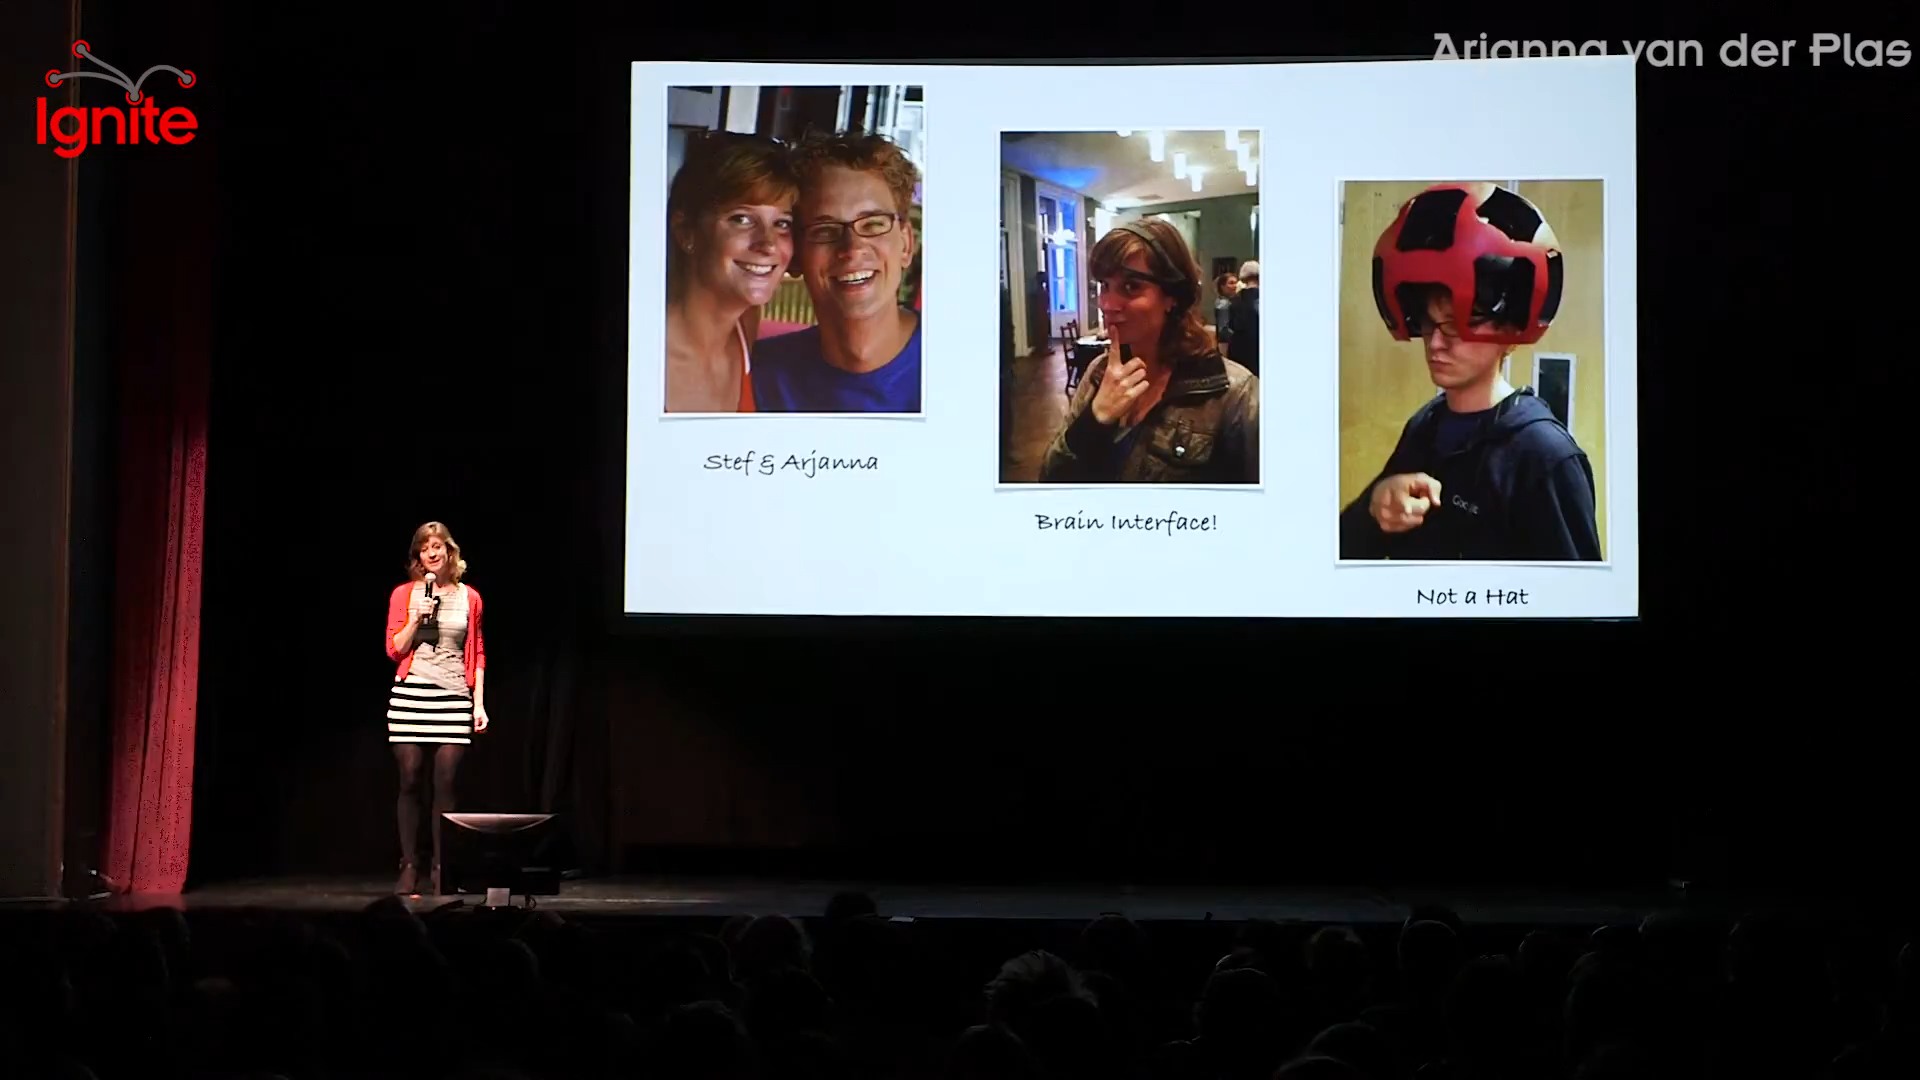 Ignite
Arjanna van der Plas
Stef & Arjanna
Brain Interface!
Not a Hat